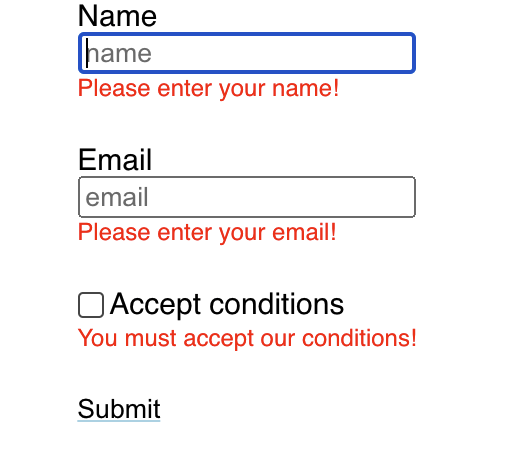 Name
name
Please enter your name!
Email
email
Please enter your email!
Accept conditions
You must accept our conditions!
Submit